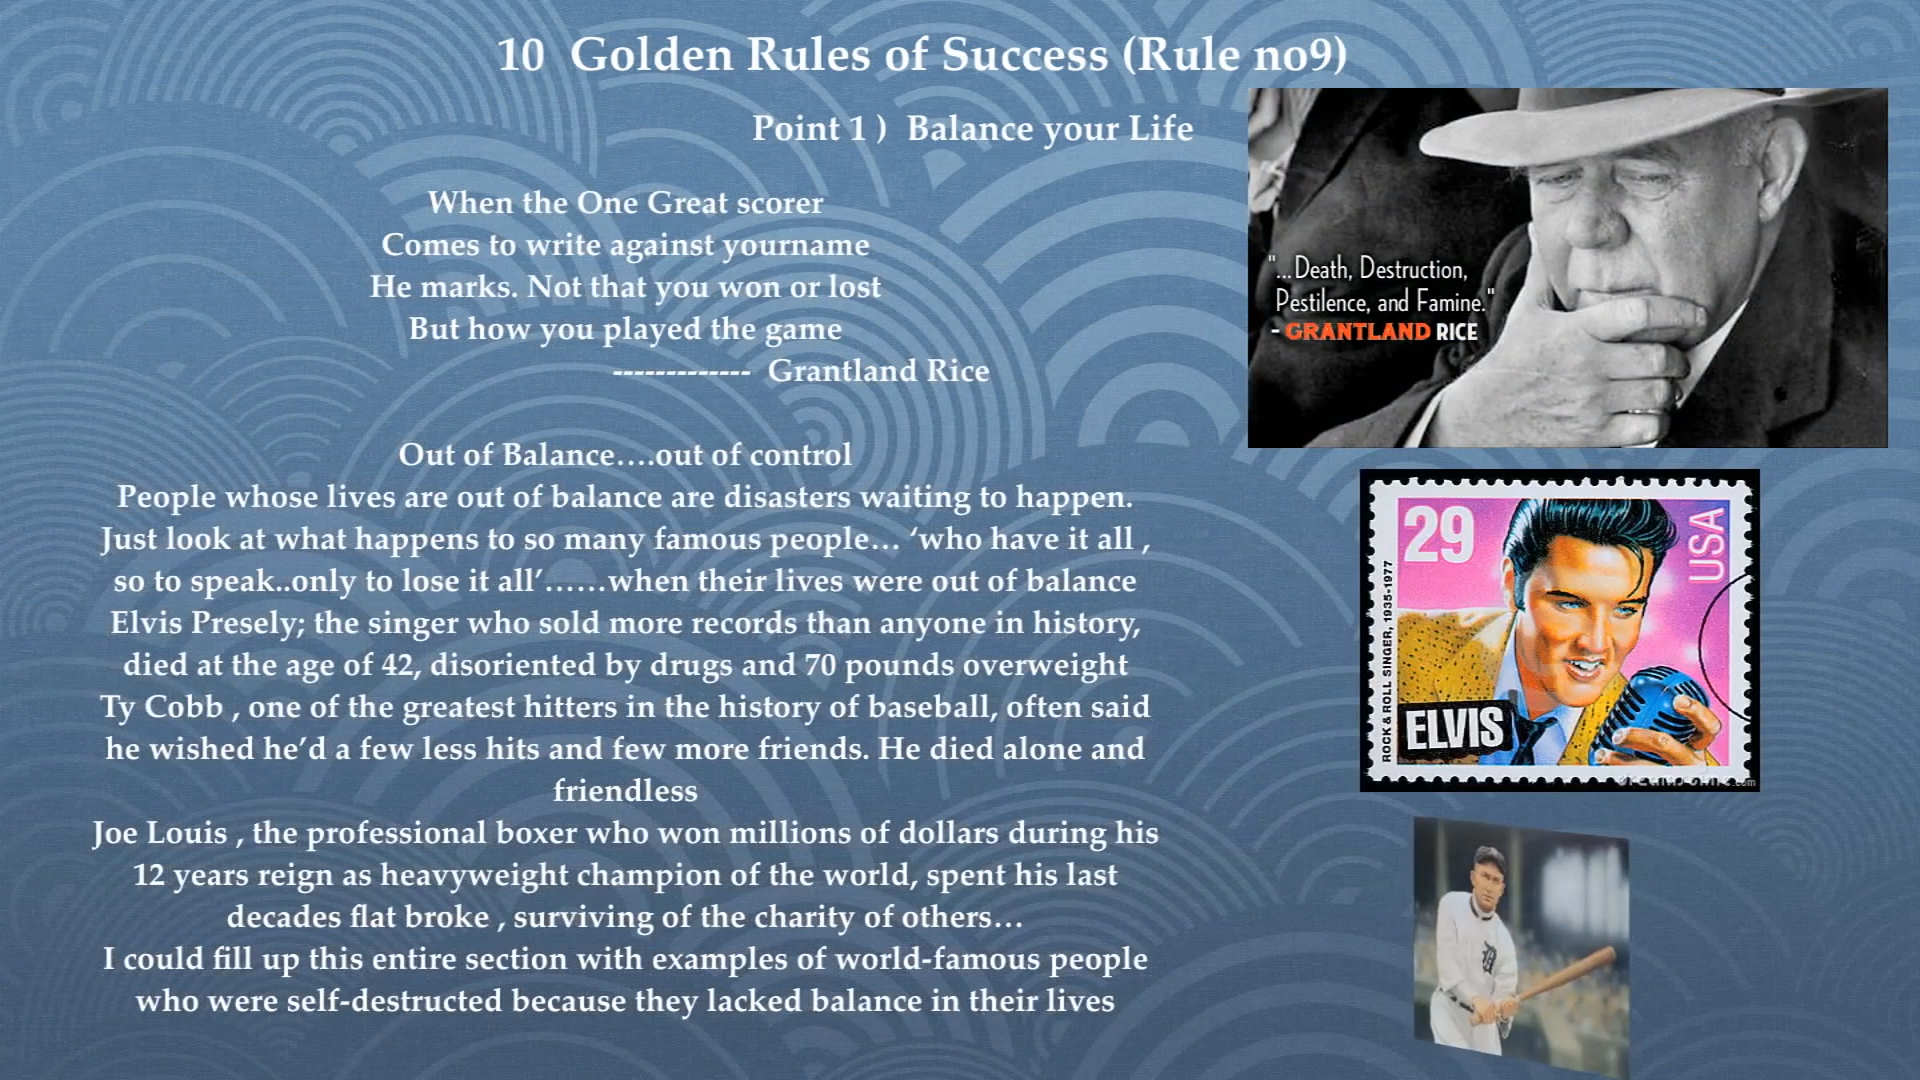 10 Golden Rules of Success (Rule no9)
Point 1 ) Balance your Life
When the One Great scorer
Comes to write against yourname
He marks. Not that you won or lost
But how you played the game
------------- Grantland Rice
Out of Balance….out of control
People whose lives are out of balance are disasters waiting to happen.
Just look at what happens to so many famous people… ‘who have it all ,
so to speak..only to lose it all’……when their lives were out of balance
Elvis Presely; the singer who sold more records than anyone in history,
died at the age of 42, disoriented by drugs and 70 pounds overweight
Ty Cobb , one of the greatest hitters in the history of baseball, often said
he wished he’d a few less hits and few more friends. He died alone and
friendless
Joe Louis , the professional boxer who won millions of dollars during his
12 years reign as heavyweight champion of the world, spent his last
decades flat broke , surviving of the charity of others…
I could fill up this entire section with examples of world-famous people
who were self-destructed because they lacked balance in their lives
"...Death, Destruction,
Pestilence, and Famine."
- GRANTLAND RICE
29
USA
ROCK & ROLL SINGER, 1935-1977
ELVIS